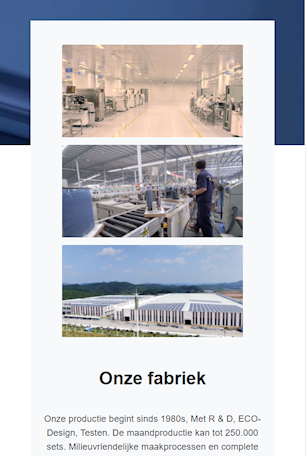 Onze fabriek
Onze productie begint sinds 1980s, Met R & D, ECO-
Design, Testen. De maandproductie kan tot 250.000
sets. Milieuvriendelijke maakprocessen en complete